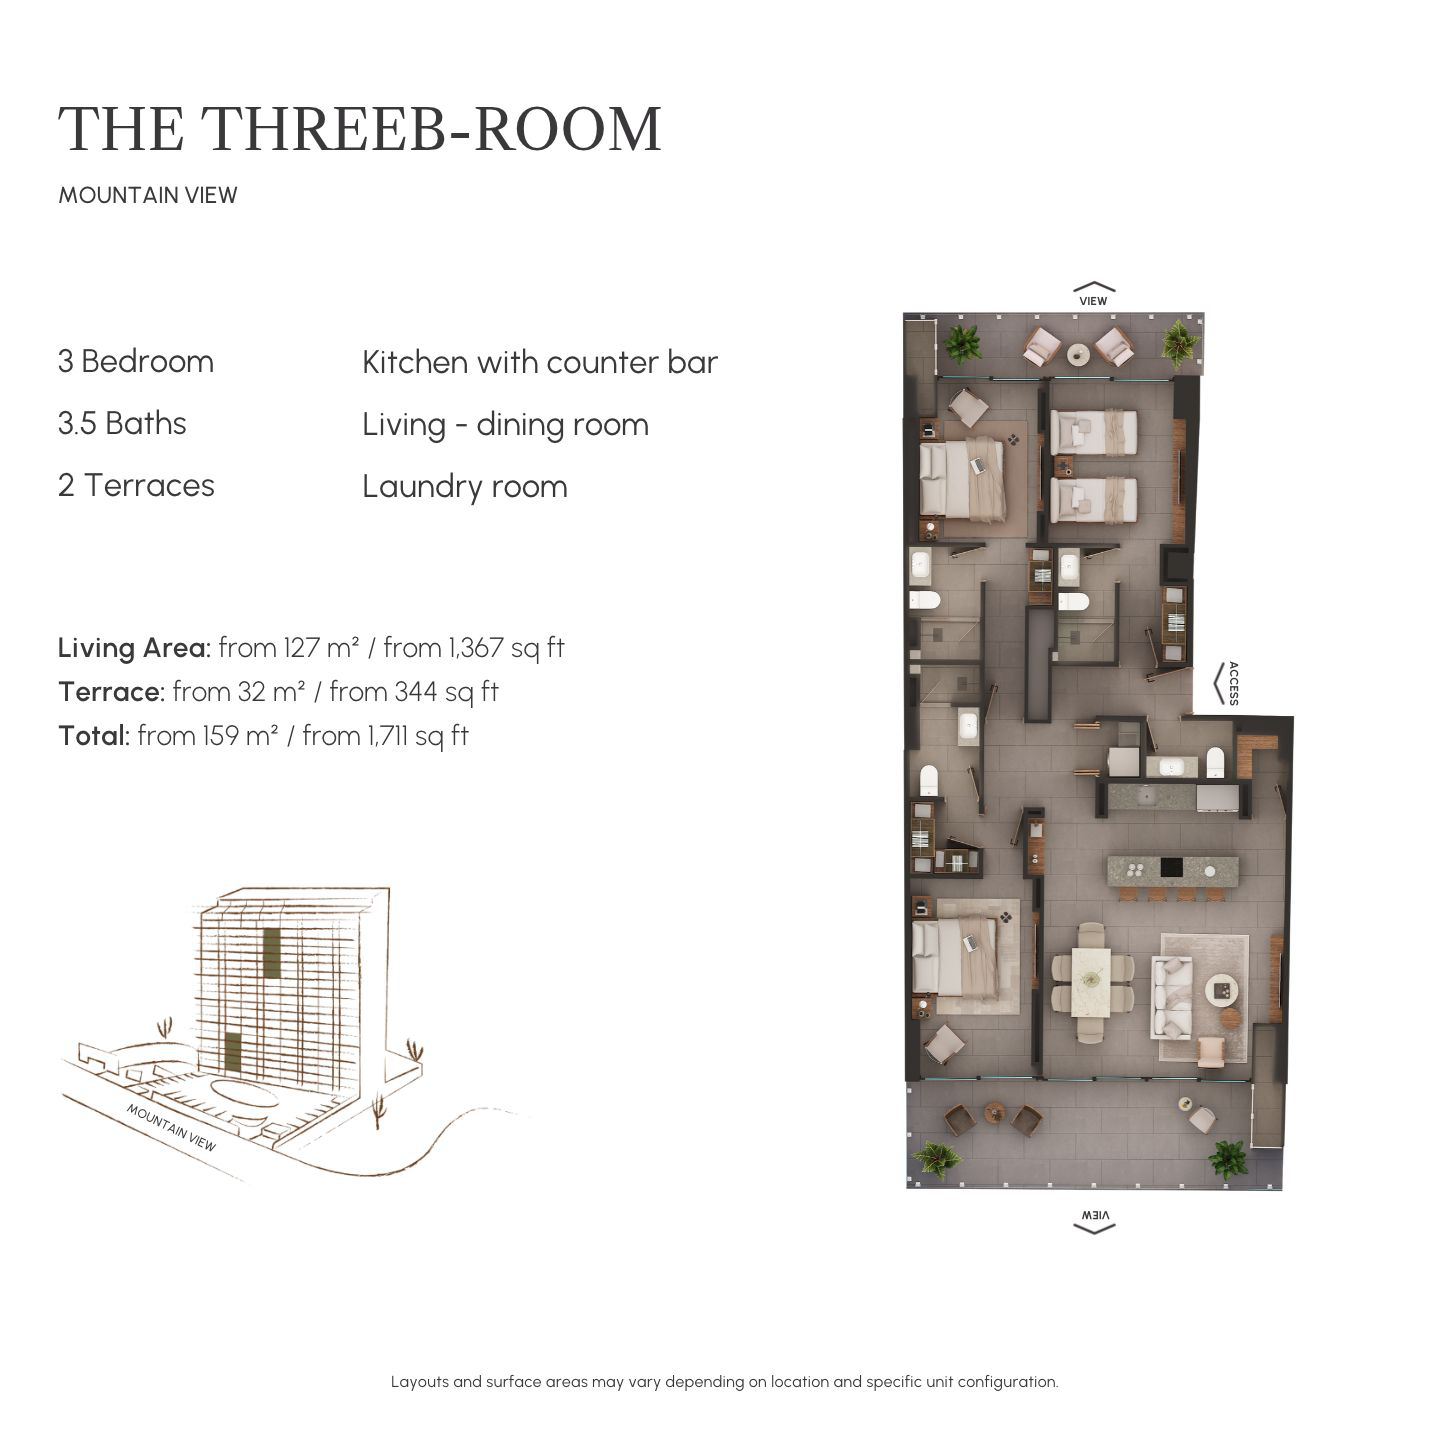 THE THREEB-ROOM
MOUNTAIN VIEW
3 Bedroom
3.5 Baths
2 Terraces
Kitchen with counter bar
Living - dining room
Laundry room
Living Area: from 127 m² / from 1,367 sq ft
Terrace: from 32 m² / from 344 sq ft
Total: from 159 m² / from 1,711 sq ft
MOUNTAIN VIEW
VIEW
ACCESS
VIEW
Layouts and surface areas may vary depending on location and specific unit configuration.